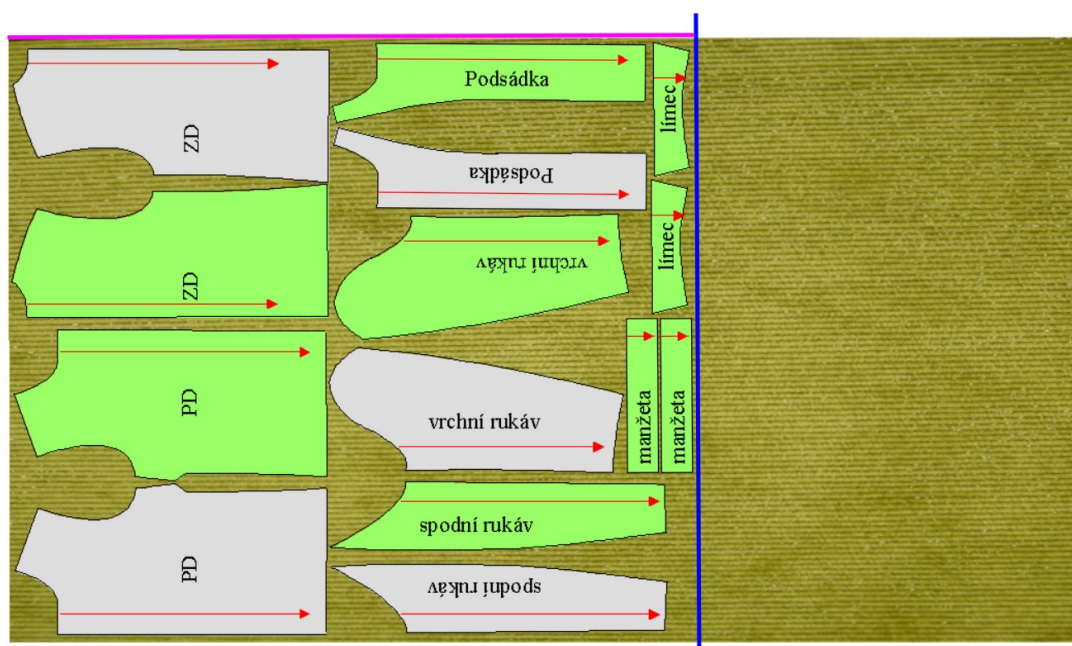 ZD
Podsádka
límec
Podsádka
ZD
vrchní rukáv
límec
PD
vrchní rukáv
manžeta
manžeta
spodní rukáv
PD
spodní rukáv